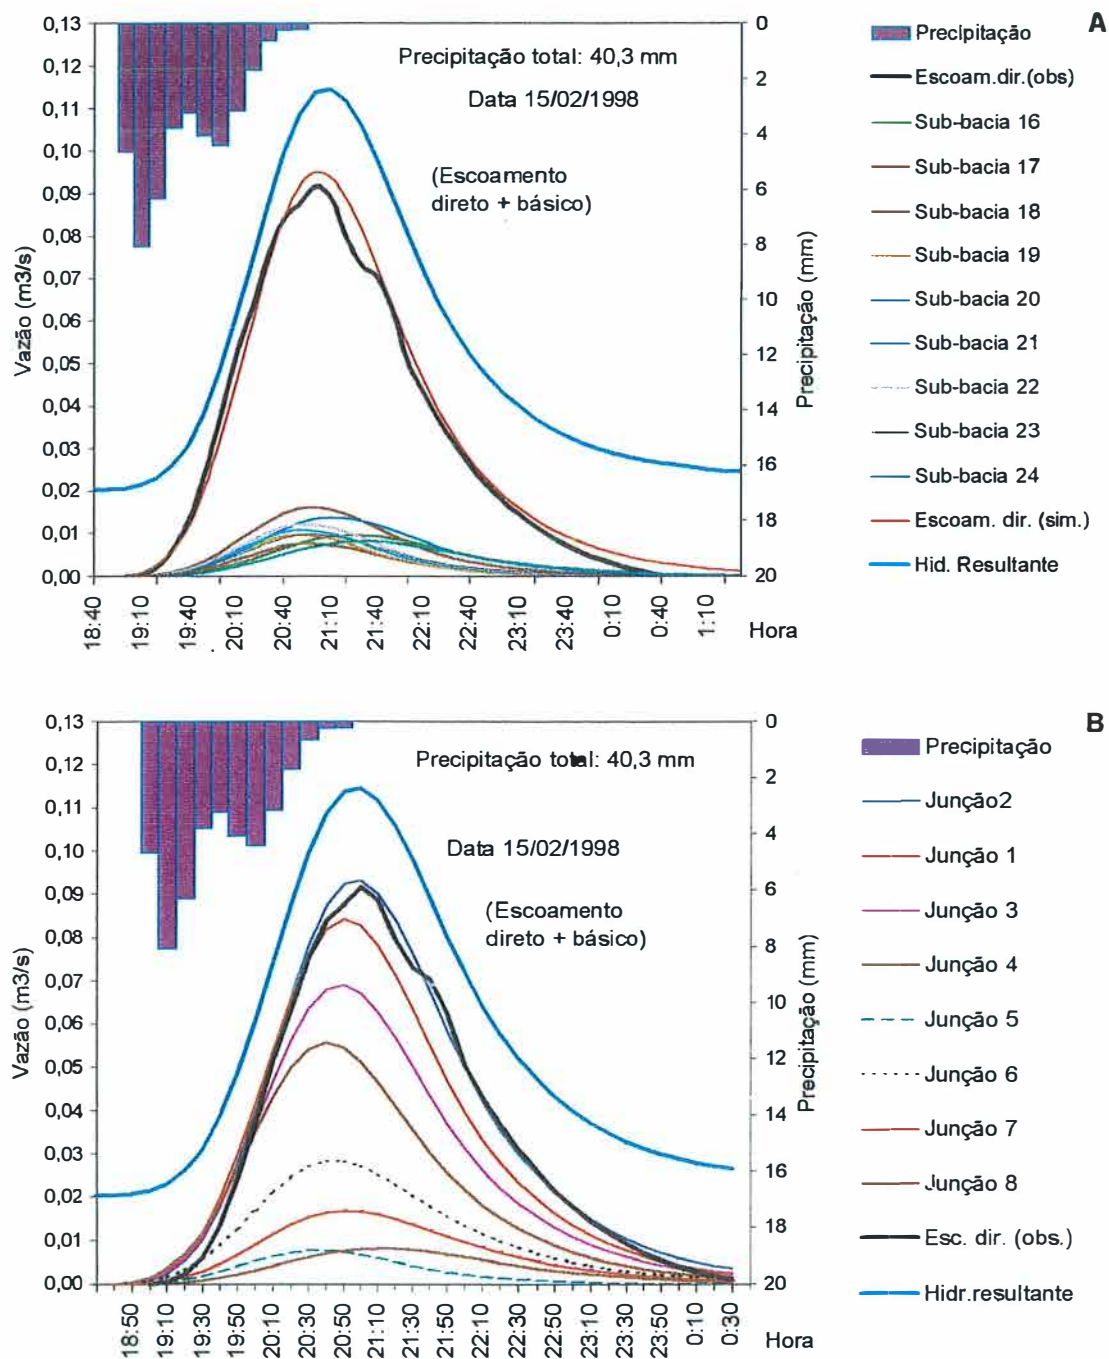 A
0,13
0,12
0,11
0,10
0,09
0,08
0,07
0,06
0,05
0,04
0,03
0,02
0,01
0,00
Vazão (m3/s)
Precipitação total: 40,3 mm
Data 15/02/1998
(Escoamento
direto + básico)
0
2
4
6
8
10
12
14
16
18
20
Precipitação (mm)
18:40
19:10
19:40
20:10
20:40
21:10
21:40
22:10
22:40
23:10
23:40
0:10
0:40
1:10
Hora
Precipitação
Escoam.dir.(obs)
Sub-bacia 16
Sub-bacia 17
Sub-bacia 18
Sub-bacia 19
Sub-bacia 20
Sub-bacia 21
Sub-bacia 22
Sub-bacia 23
Sub-bacia 24
Escoam. dir. (sim.)
Hid. Resultante
B
0,13
0,12
0,11
0,10
0,09
0,08
0,07
0,06
0,05
0,04
0,03
0,02
0,01
0,00
Vazão (m3/s)
Precipitação total: 40,3 mm
Data 15/02/1998
(Escoamento
direto + básico)
0
2
4
6
8
10
12
14
16
18
20
Precipitação (mm)
18:50
19:10
19:30
19:50
20:10
20:30
20:50
21:10
21:30
21:50
22:10
22:30
22:50
23:10
23:30
23:50
0:10
0:30
Hora
Precipitação
Junção2
Junção 1
Junção 3
Junção 4
Junção 5
Junção 6
Junção 7
Junção 8
Esc. dir. (obs.)
Hidr.resultante